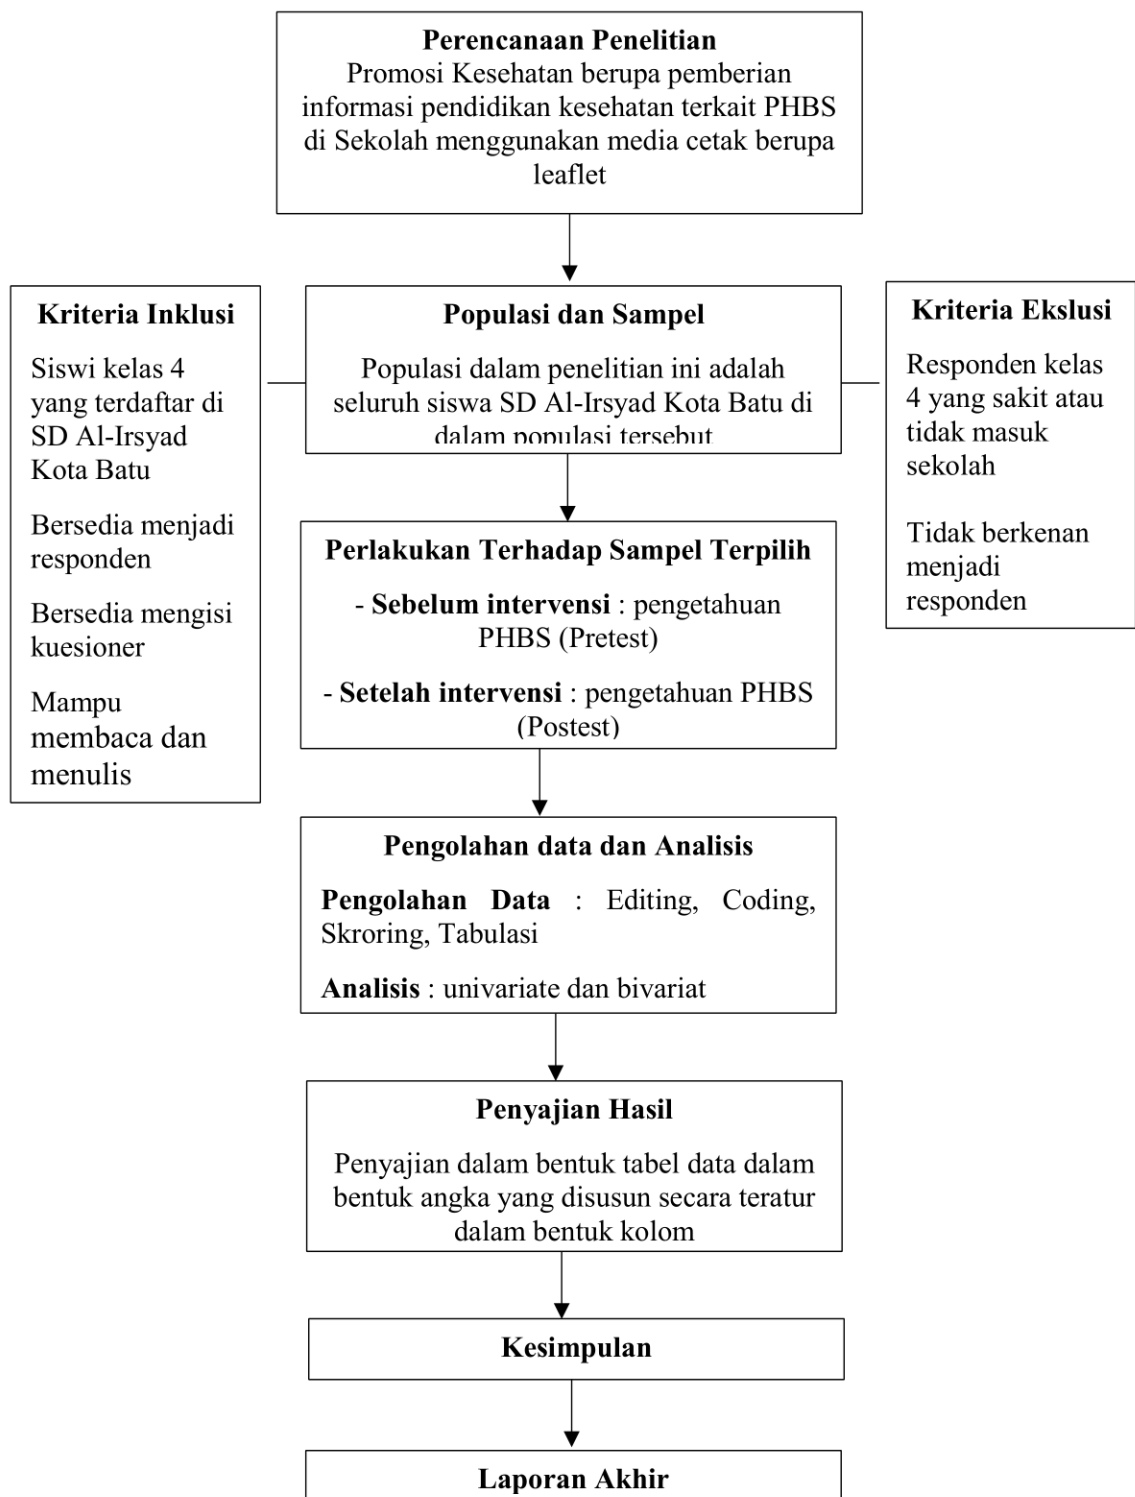 Perencanaan Penelitian
Promosi Kesehatan berupa pemberian
informasi pendidikan kesehatan terkait PHBS
di Sekolah menggunakan media cetak berupa
leaflet
Kriteria Inklusi
Siswi kelas 4
yang terdaftar di
SD Al-Irsyad
Kota Batu
Bersedia menjadi
responden
Bersedia mengisi
kuesioner
Mampu
membaca dan
menulis
Populasi dan Sampel
Populasi dalam penelitian ini adalah
seluruh siswa SD Al-Irsyad Kota Batu di
dalam populasi tersebut
Kriteria Ekslusi
Responden kelas
4 yang sakit atau
tidak masuk
sekolah
Tidak berkenan
menjadi
responden
Perlakukan Terhadap Sampel Terpilih
- Sebelum intervensi : pengetahuan
PHBS (Pretest)
- Setelah intervensi : pengetahuan PHBS
(Postest)
Pengolahan data dan Analisis
Pengolahan Data : Editing, Coding,
Skroring, Tabulasi
Analisis : univariate dan bivariat
Penyajian Hasil
Penyajian dalam bentuk tabel data dalam
bentuk angka yang disusun secara teratur
dalam bentuk kolom
Kesimpulan
Laporan Akhir